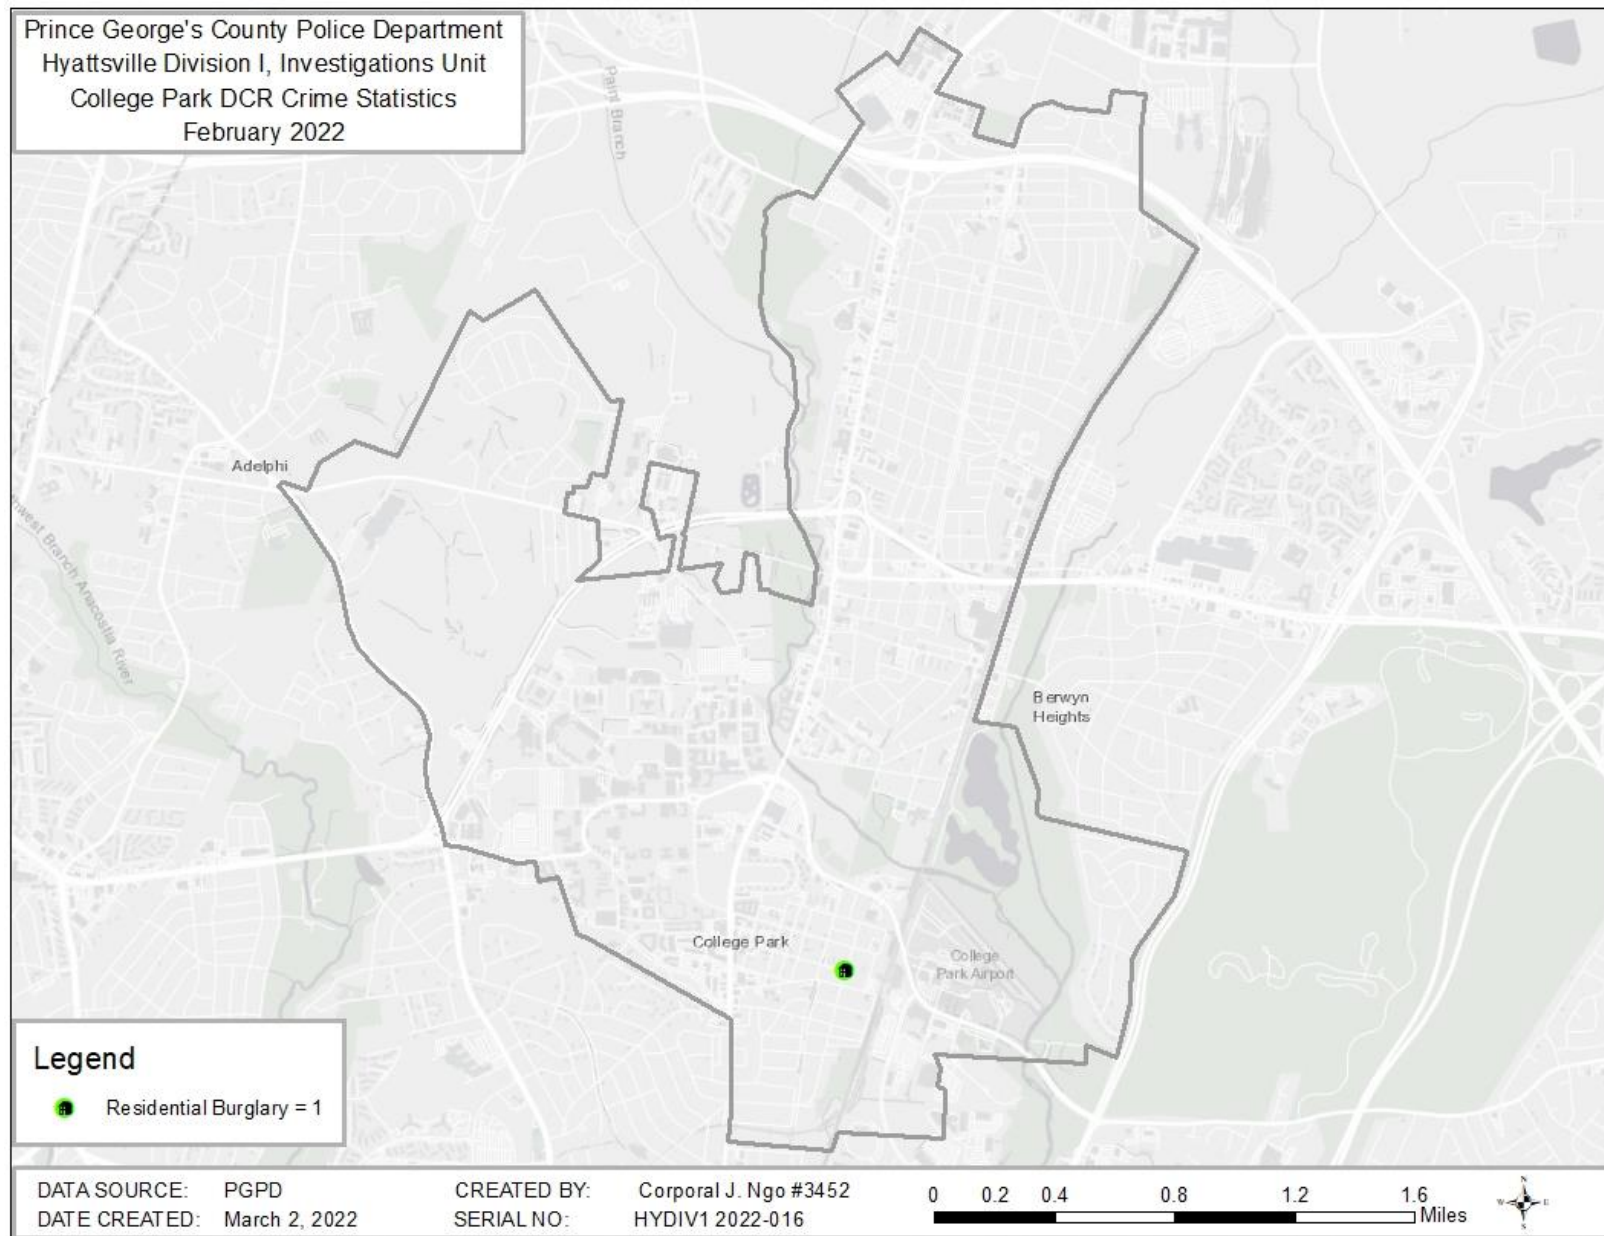 Prince George's County Police Department
Hyattsville Division I, Investigations Unit
College Park DCR Crime Statistics
February 2022
Paint Branch
Adelphi
Branch Anacostia River
Berwyn
Heights
College Park
College
Park Airport
Legend
Residential Burglary = 1
DATA SOURCE: PGPD
DATE CREATED: March 2, 2022
CREATED BY: Corporal J. Ngo #3452
SERIAL NO: HYDIV1 2022-016
0 0.2 0.4 0.8 1.2 1.6
Miles
N
W E
S